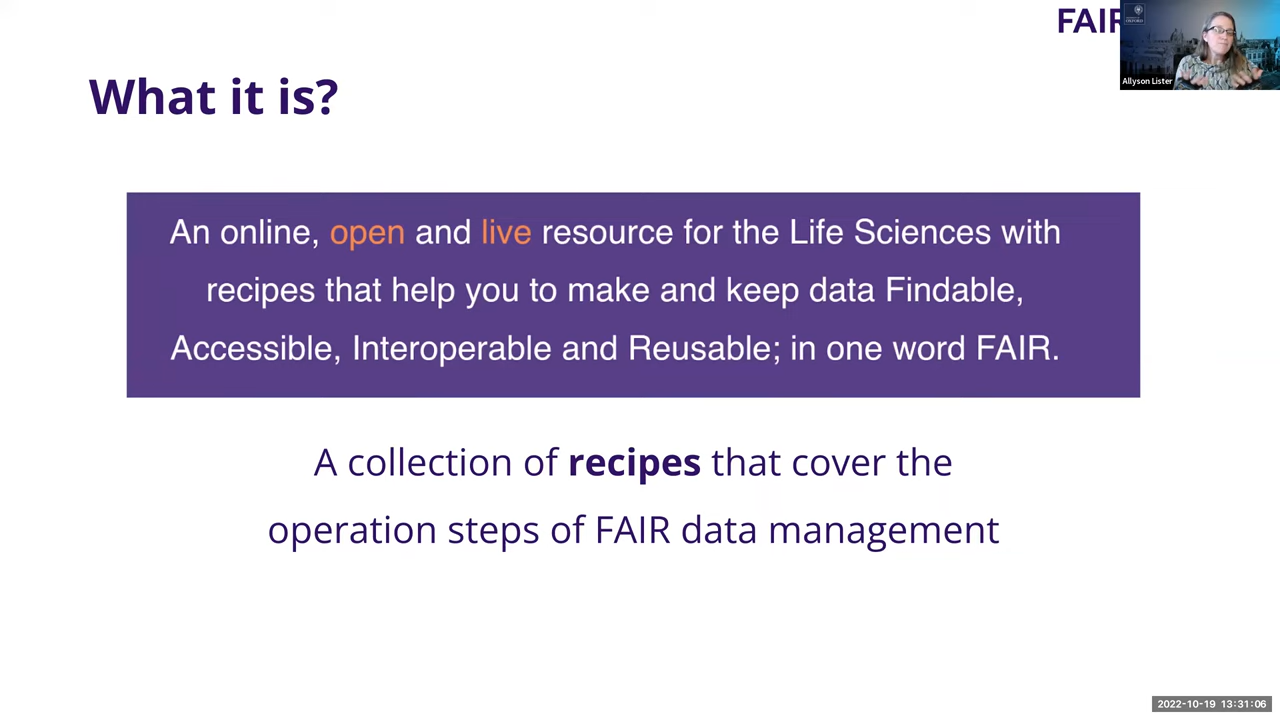 FAIR
Allyson Lister
What it is?
An online, open and live resource for the Life Sciences with
recipes that help you to make and keep data Findable,
Accessible, Interoperable and Reusable; in one word FAIR.
A collection of recipes that cover the
operation steps of FAIR data management
2022-10-19 13:31:06